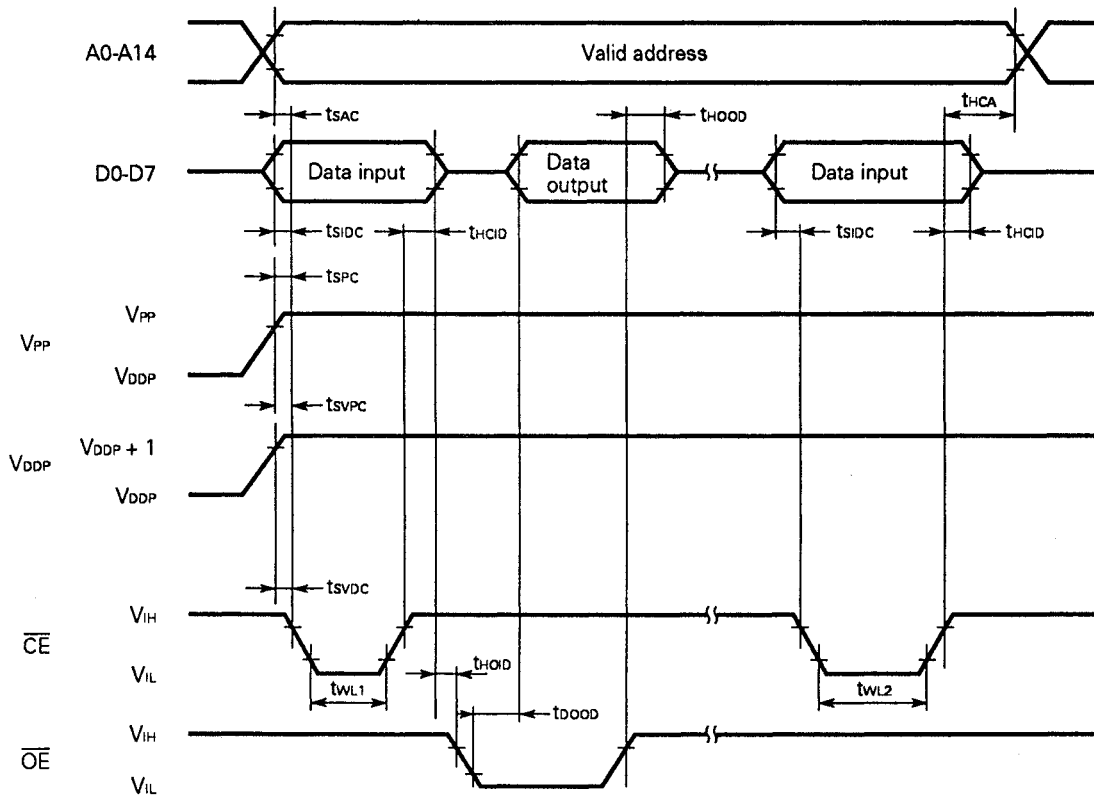 A0-A14 Valid address
tSAC tHOOD tHCA
D0-D7 Data input Data output Data input
tSIDC tHCID tSIDC tHCID
tSPC
VPP
VPP
VDDP
tSVPC
VDDP + 1
VDDP
VDDP
tSVDC
VIH
CE
VIL
tHOID
tWL1 tWL2
tDOOD
VIH
OE
VIL